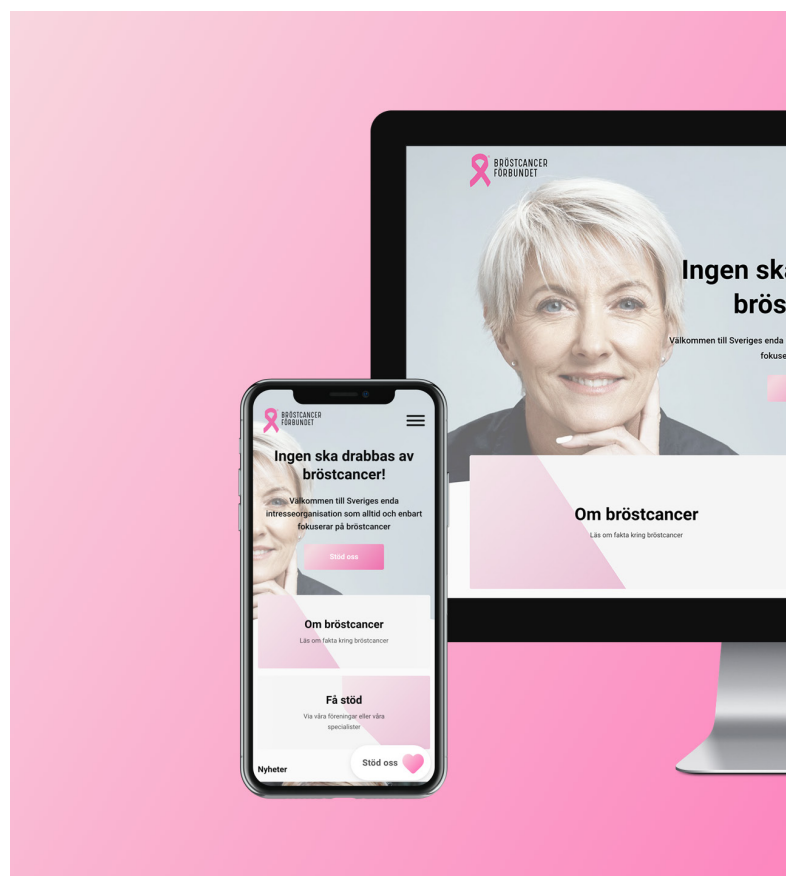 BRÖSTCANCER
FÖRBUNDET
Ingen ska
brös
Välkommen till Sveriges enda
fokuse
Om bröstcancer
Läs om fakta kring bröstcancer
BRÖSTCANCER
FÖRBUNDET
Ingen ska drabbas av
bröstcancer!
Välkommen till Sveriges enda
intresseorganisation som alltid och enbart
fokuserar på bröstcancer
Stöd oss
Om bröstcancer
Läs om fakta kring bröstcancer
Få stöd
Via våra föreningar eller våra
specialister
Nyheter
Stöd oss